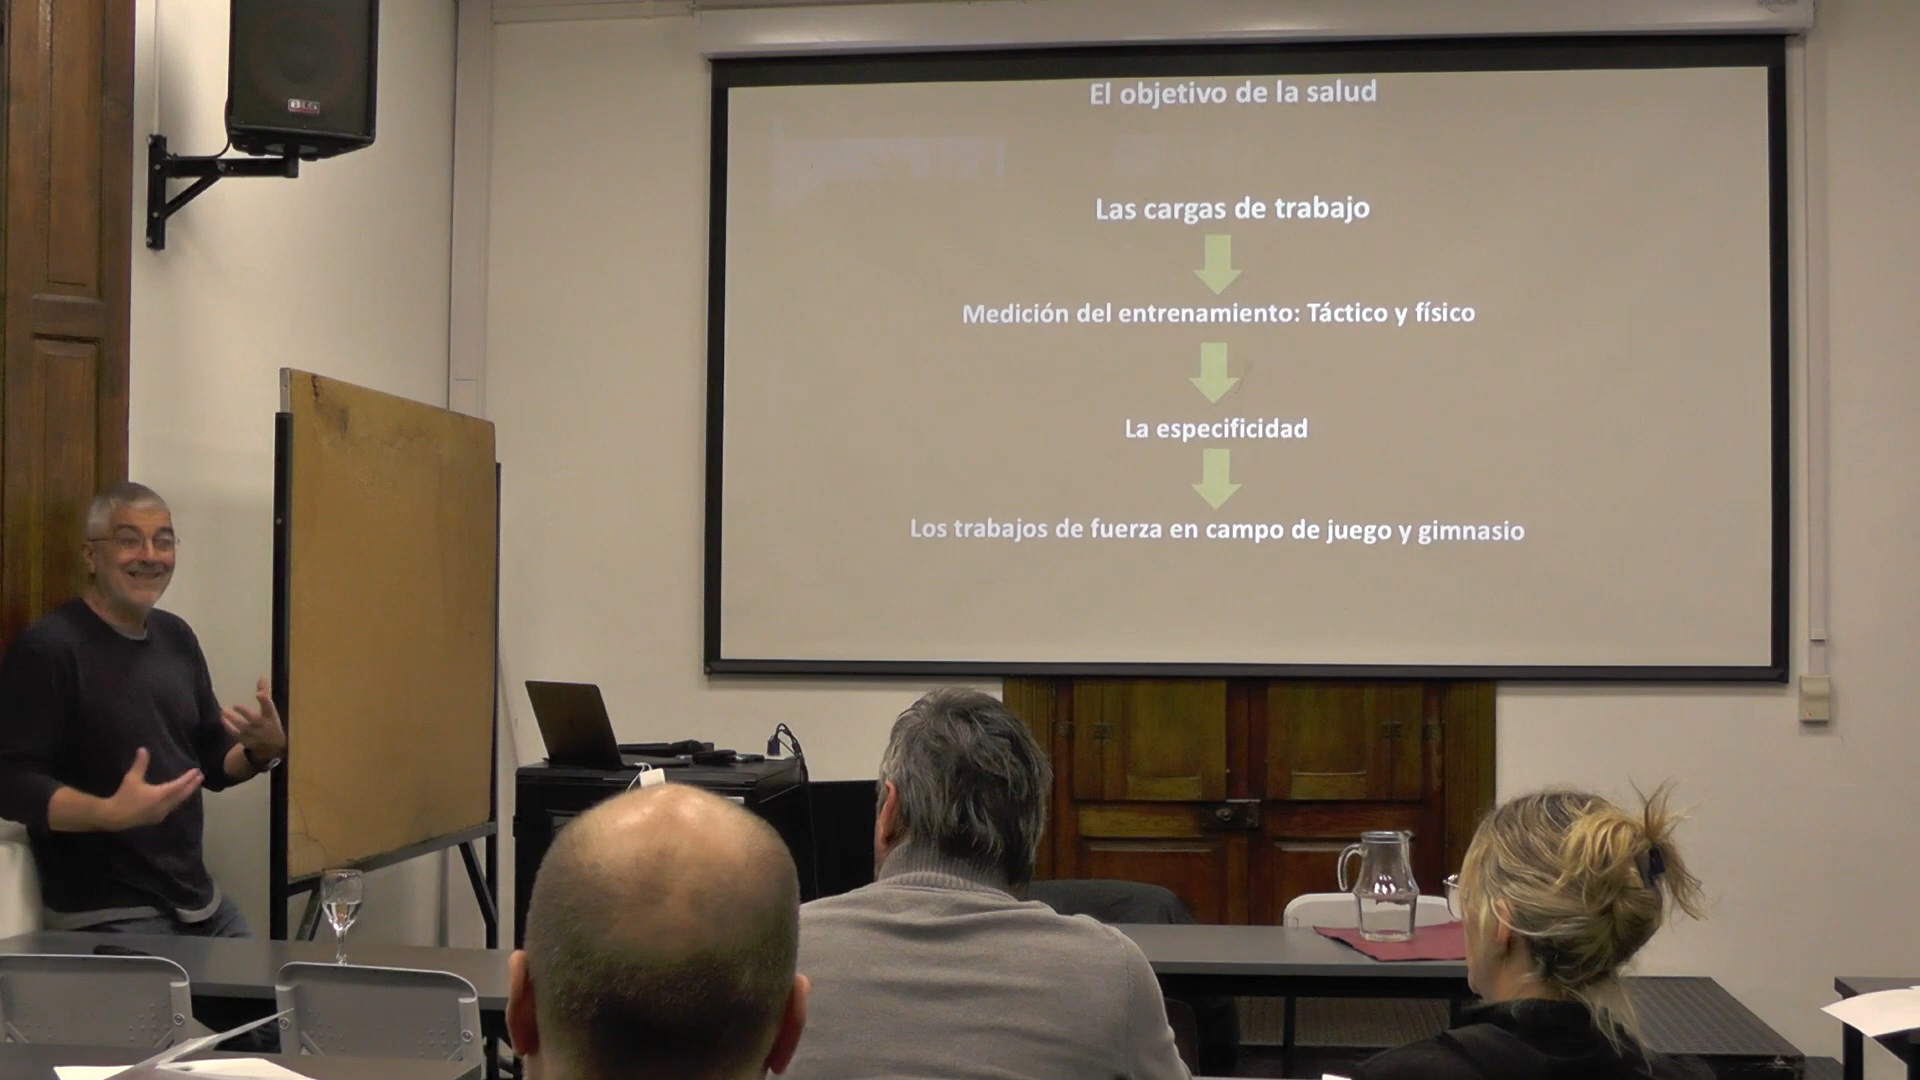 BLG
El objetivo de la salud
Las cargas de trabajo
Medición del entrenamiento: Táctico y físico
La especificidad
Los trabajos de fuerza en campo de juego y gimnasio